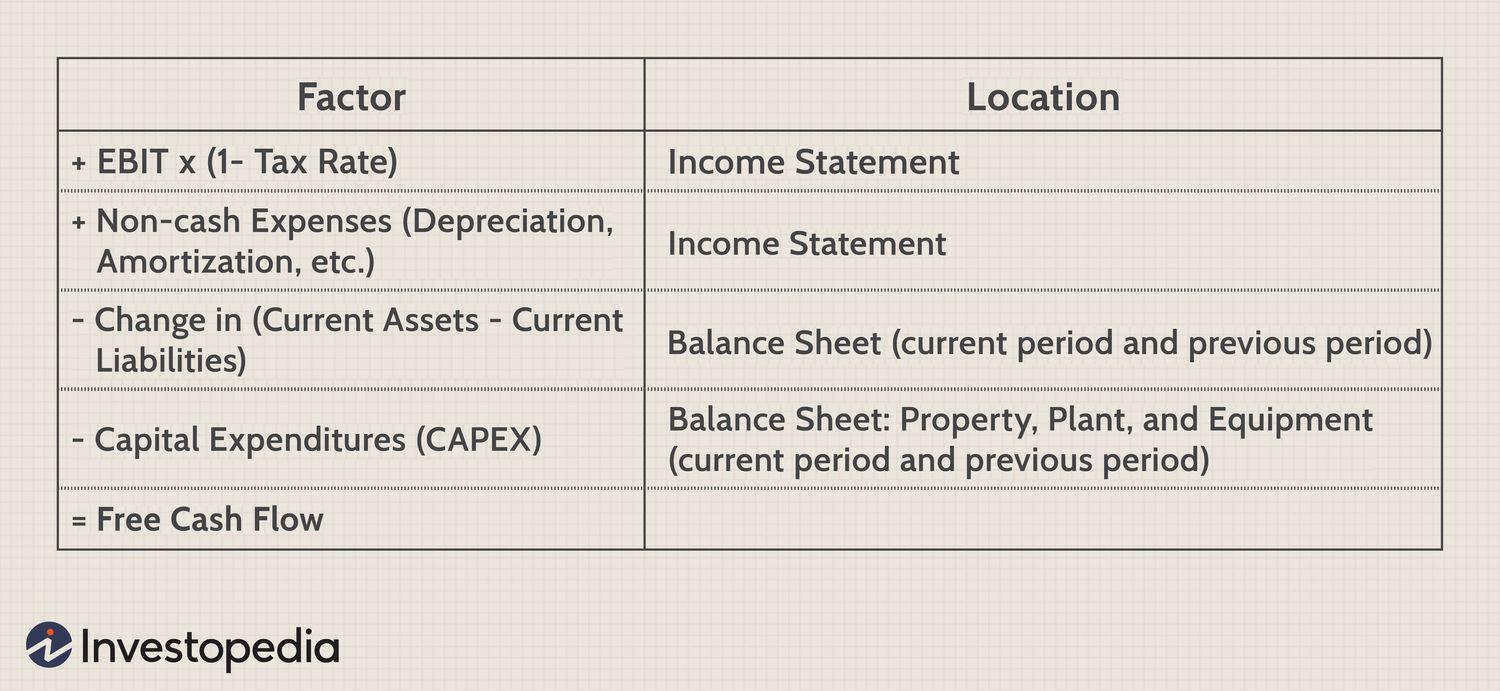 Factor
Location
+ EBIT x (1- Tax Rate)
Income Statement
+ Non-cash Expenses (Depreciation,
Amortization, etc.)
Income Statement
- Change in (Current Assets - Current
Liabilities)
Balance Sheet (current period and previous period)
- Capital Expenditures (CAPEX)
Balance Sheet: Property, Plant, and Equipment
(current period and previous period)
= Free Cash Flow
Investopedia